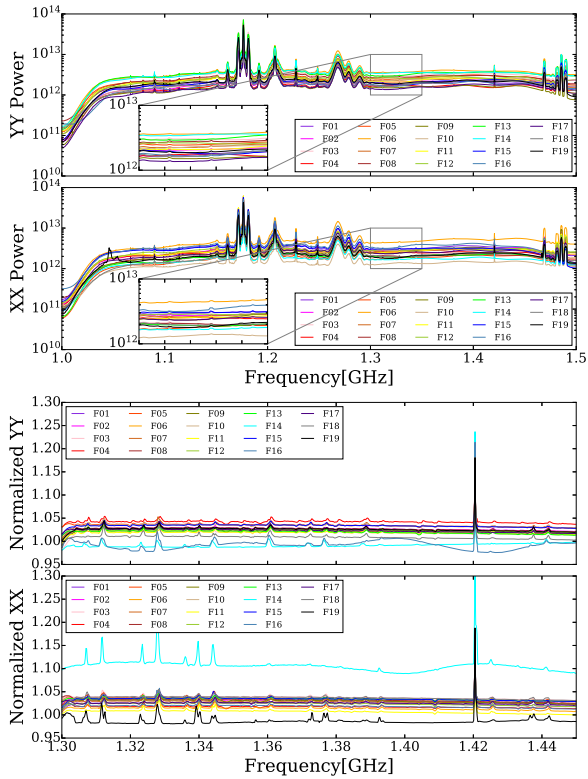 10^14
10^13
10^12
10^11
10^10
YY Power
10^13
10^12
F01 F05 F09 F13 F17
F02 F06 F10 F14 F18
F03 F07 F11 F15 F19
F04 F08 F12 F16
10^14
10^13
10^12
10^11
10^10
XX Power
10^13
10^12
F01 F05 F09 F13 F17
F02 F06 F10 F14 F18
F03 F07 F11 F15 F19
F04 F08 F12 F16
1.0 1.1 1.2 1.3 1.4 1.5
Frequency[GHz]
1.30
1.25
1.20
1.15
1.10
1.05
1.00
0.95
Normalized YY
F01 F05 F09 F13 F17
F02 F06 F10 F14 F18
F03 F07 F11 F15 F19
F04 F08 F12 F16
1.30
1.25
1.20
1.15
1.10
1.05
1.00
0.95
Normalized XX
F01 F05 F09 F13 F17
F02 F06 F10 F14 F18
F03 F07 F11 F15 F19
F04 F08 F12 F16
1.30 1.32 1.34 1.36 1.38 1.40 1.42 1.44
Frequency[GHz]